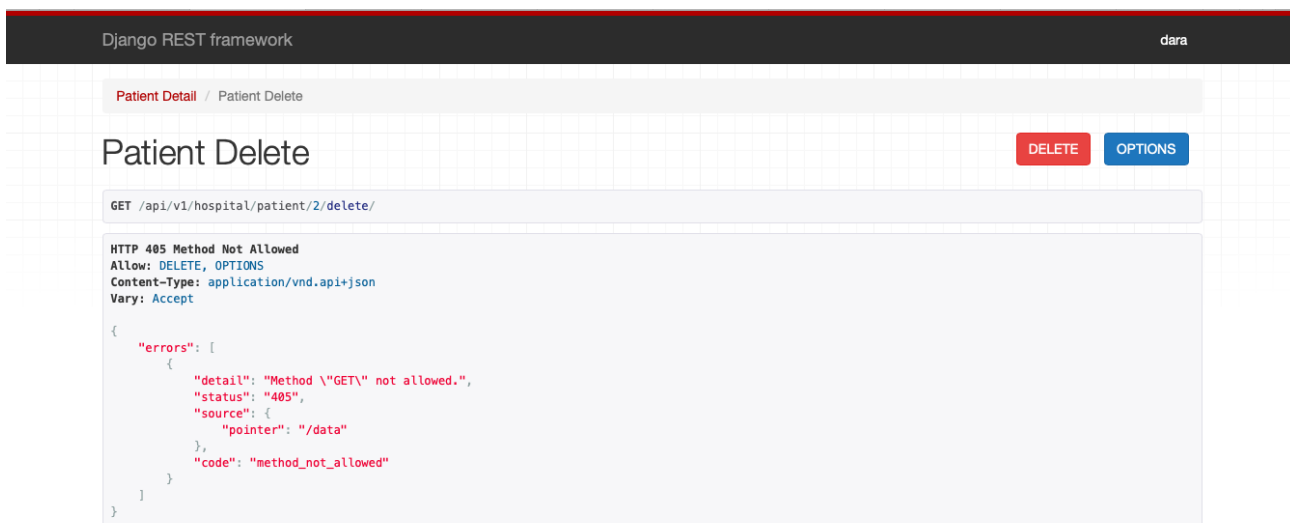 Django REST framework
dara
Patient Detail / Patient Delete
Patient Delete
DELETE
OPTIONS
GET /api/v1/hospital/patient/2/delete/
HTTP 405 Method Not Allowed
Allow: DELETE, OPTIONS
Content-Type: application/vnd.api+json
Vary: Accept
{
    "errors": [
        {
            "detail": "Method \"GET\" not allowed.",
            "status": "405",
            "source": {
                "pointer": "/data"
            },
            "code": "method_not_allowed"
        }
    ]
}